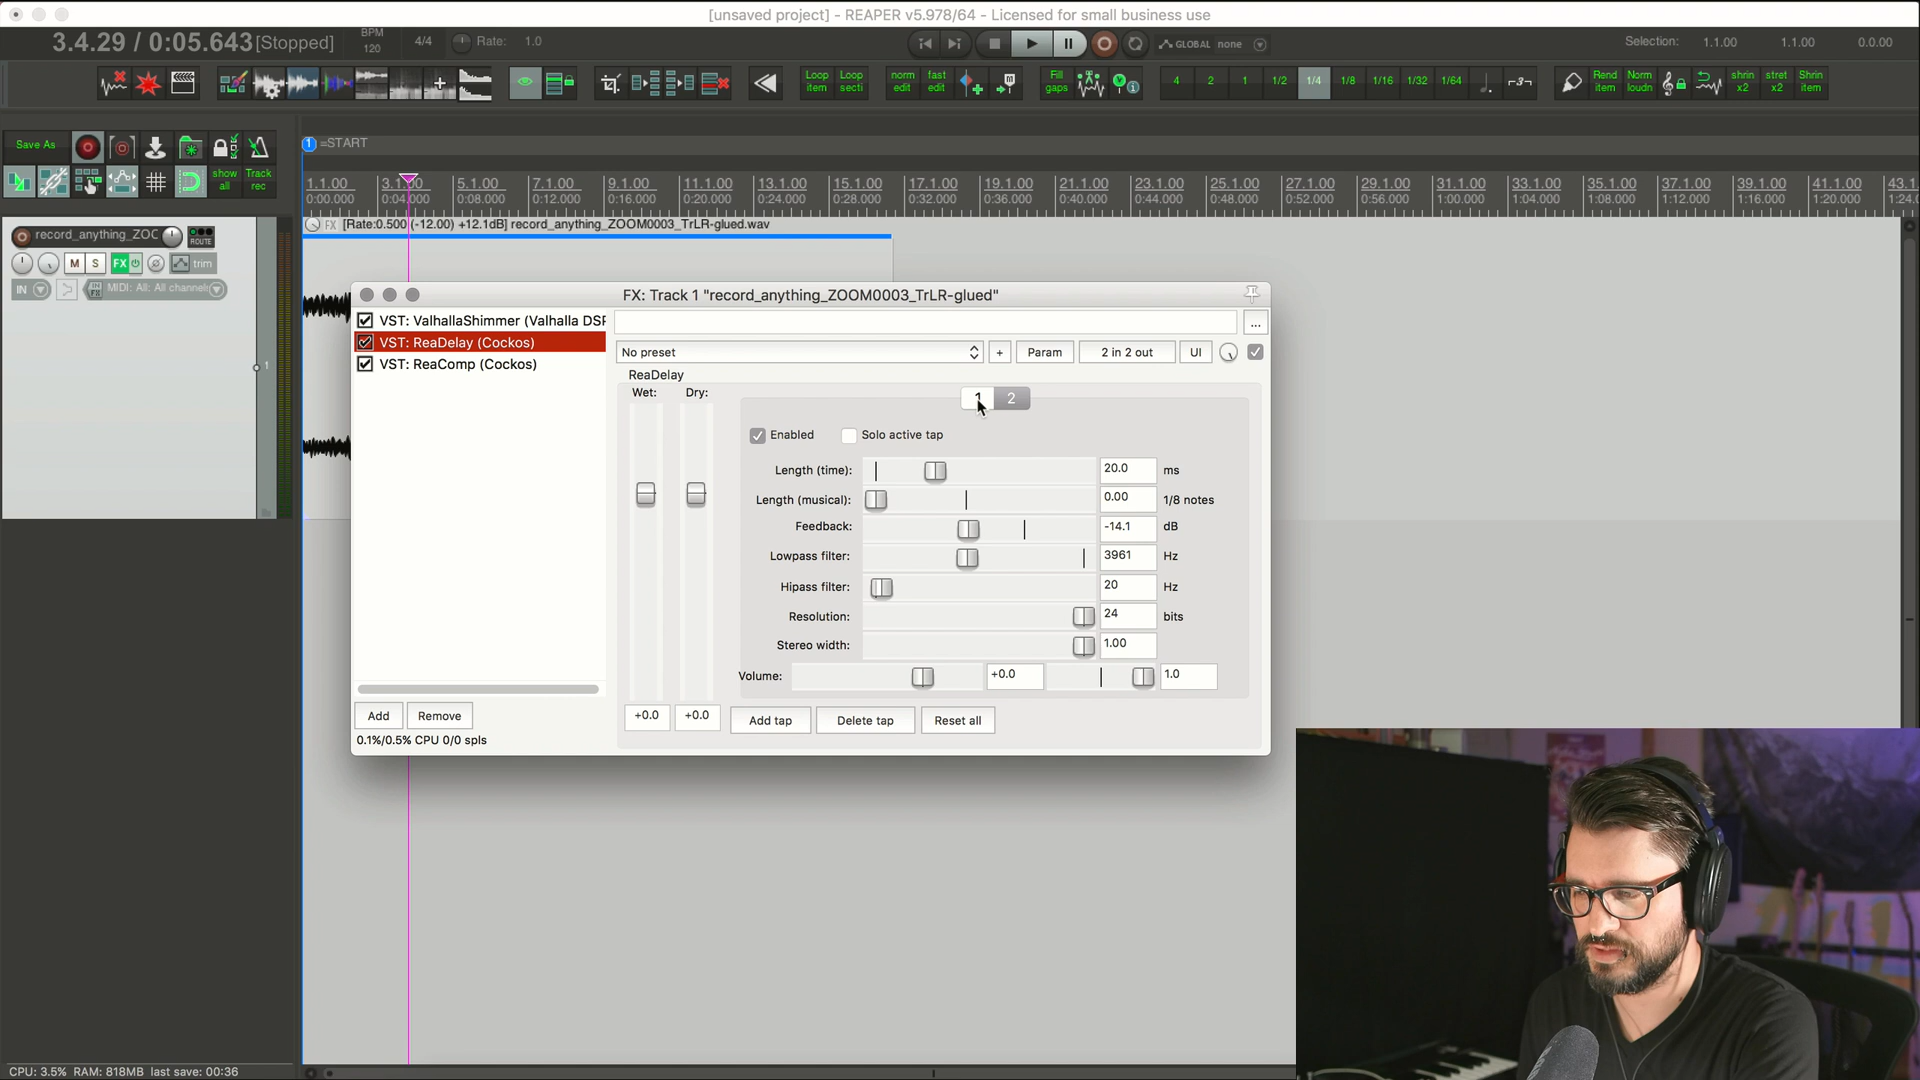 [unsaved project] - REAPER v5.978/64 - Licensed for small business use
3.4.29 / 0:05.643 [Stopped]
BPM
120
4/4
Rate: 1.0
GLOBAL none
Selection: 1.1.00 1.1.00 0.0.00
Loop item
Loop secti
norm edit
fast edit
Fill gaps
4 2 1 1/2 1/4 1/8 1/16 1/32 1/64
-3-
Rend item
Norm loudn
shrin x2
stret x2
Shrin item
Save As
show all
Track rec
1 =START
1.1.00 3.1.00 5.1.00 7.1.00 9.1.00 11.1.00 13.1.00 15.1.00 17.1.00 19.1.00 21.1.00 23.1.00 25.1.00 27.1.00 29.1.00 31.1.00 33.1.00 35.1.00 37.1.00 39.1.00 41.1.00 43.1
0:00.000 0:04.000 0:08.000 0:12.000 0:16.000 0:20.000 0:24.000 0:28.000 0:32.000 0:36.000 0:40.000 0:44.000 0:48.000 0:52.000 0:56.000 1:00.000 1:04.000 1:08.000 1:12.000 1:16.000 1:20.000 1:24.0
record_anything_ZOC
ROUTE
M S FX trim
IN FX MIDI: All: All channels
1
FX [Rate:0.500 (-12.00) +12.1dB] record_anything_ZOOM0003_TrLR-glued.wav
FX: Track 1 "record_anything_ZOOM0003_TrLR-glued"
VST: ValhallaShimmer (Valhalla DSP
VST: ReaDelay (Cockos)
VST: ReaComp (Cockos)
...
No preset
+
Param
2 in 2 out
UI
ReaDelay
Wet: Dry:
1 2
Enabled
Solo active tap
Length (time): 20.0 ms
Length (musical): 0.00 1/8 notes
Feedback: -14.1 dB
Lowpass filter: 3961 Hz
Hipass filter: 20 Hz
Resolution: 24 bits
Stereo width: 1.00
Volume: +0.0 1.0
+0.0 +0.0
Add tap
Delete tap
Reset all
Add
Remove
0.1%/0.5% CPU 0/0 spls
CPU: 3.5% RAM: 818MB last save: 00:36